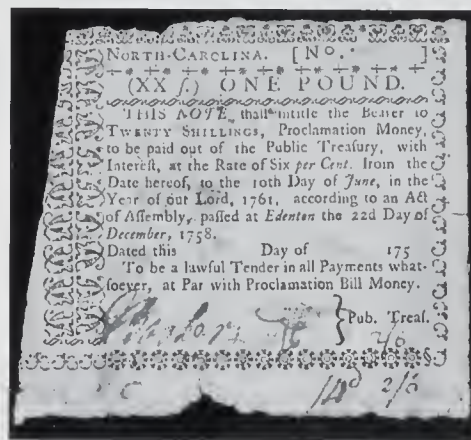 NORTH-CAROLINA. [No. ]
(XX ſ.) ONE POUND.
THIS NOTE ſhall intitle the Bearer to
TWENTY SHILLINGS, Proclamation Money,
to be paid out of the Public Treaſury, with
Intereſt, at the Rate of Six per Cent. from the
Date hereof, to the 10th Day of June, in the
Year of our Lord, 1761, according to an Act
of Aſſembly, paſſed at Edenton the 22d Day of
December, 1758.
Dated this Day of 175
To be a lawful Tender in all Payments what-
ſoever, at Par with Proclamation Bill Money.
Pub. Treaſ.
2/6